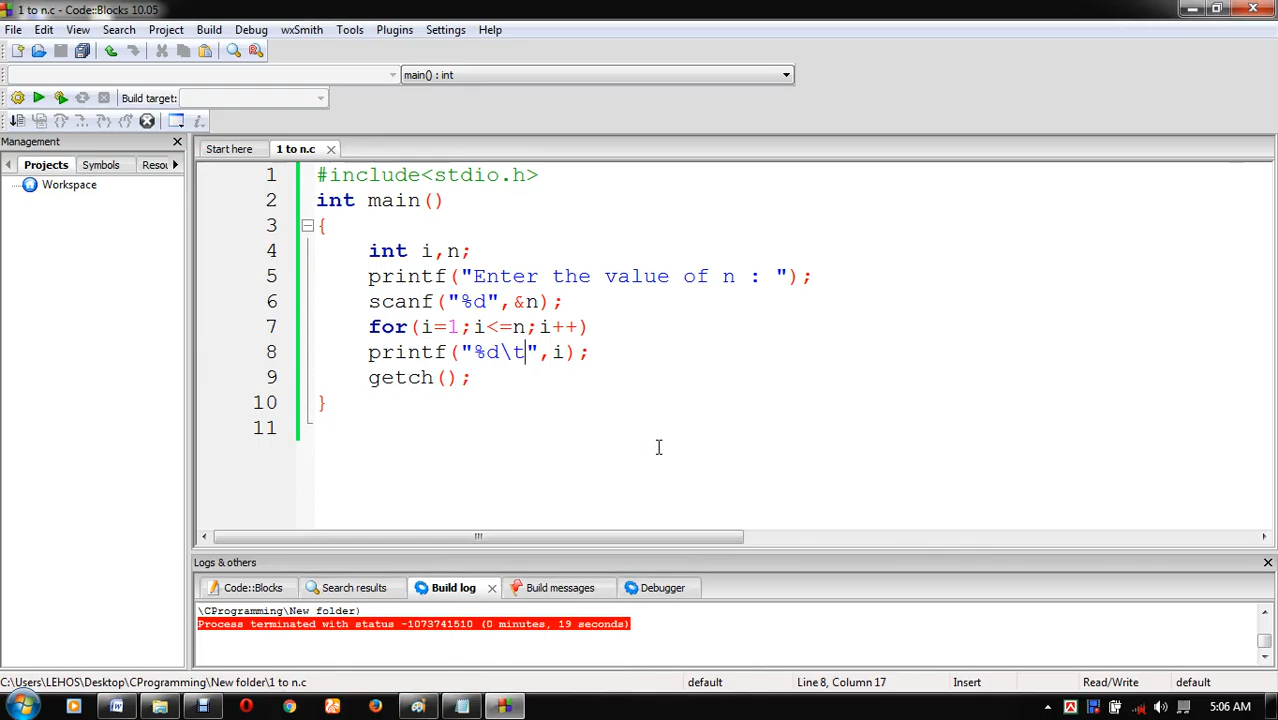 1 to n.c - Code::Blocks 10.05
File Edit View Search Project Build Debug wxSmith Tools Plugins Settings Help
main() : int
Build target:
Management
Start here 1 to n.c
Projects Symbols Resou
Workspace
1 #include<stdio.h>
2 int main()
3 {
4 int i,n;
5 printf("Enter the value of n : ");
6 scanf("%d",&n);
7 for(i=1;i<=n;i++)
8 printf("%d\t",i);
9 getch();
10 }
11
Logs & others
Code::Blocks Search results Build log Build messages Debugger
\CProgramming\New folder)
Process terminated with status -1073741510 (0 minutes, 19 seconds)
C:\Users\LEHOS\Desktop\CProgramming\New folder\1 to n.c default Line 8, Column 17 Insert Read/Write default
5:06 AM